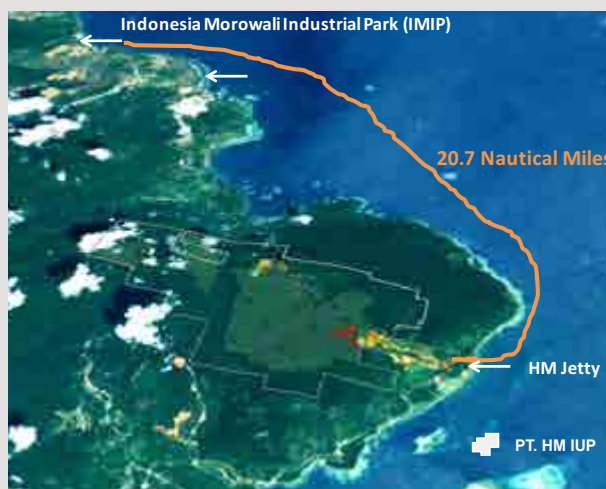 Indonesia Morowali Industrial Park (IMIP)
20.7 Nautical Miles
HM Jetty
PT. HM IUP